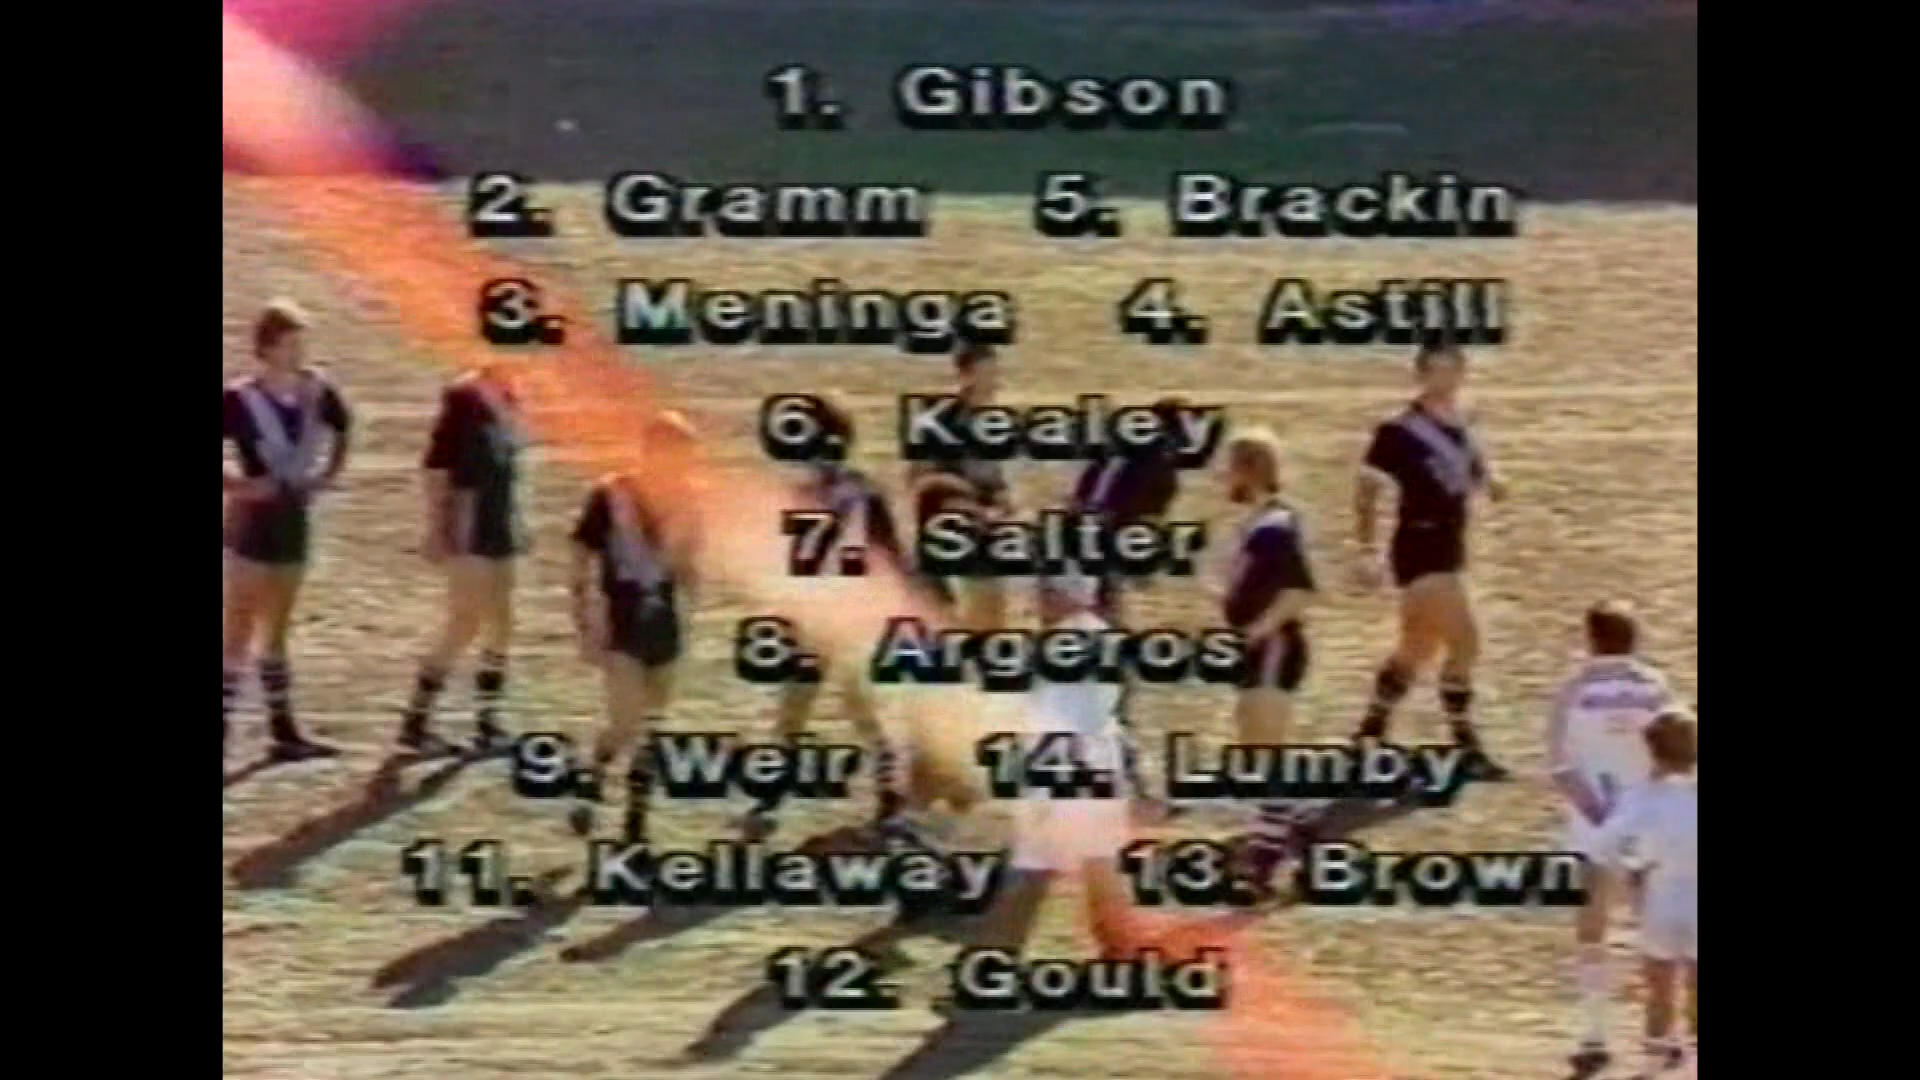 1. Gibson
2. Gramm 5. Brackin
3. Meninga 4. Astill
6. Kealey
7. Salter
8. Argeros
9. Weir 14. Lumby
11. Kellaway 13. Brown
12. Gould